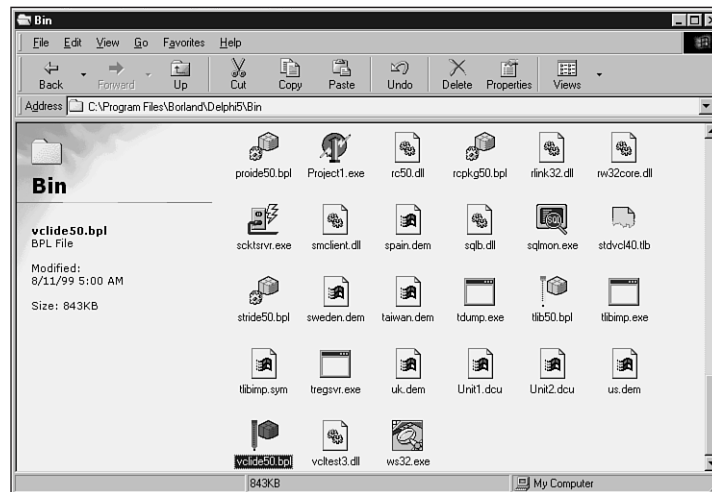 Bin
File Edit View Go Favorites Help
Back Forward Up Cut Copy Paste Undo Delete Properties Views
Address C:\Program Files\Borland\Delphi5\Bin
Bin
vclide50.bpl
BPL File
Modified:
8/11/99 5:00 AM
Size: 843KB
proide50.bpl Project1.exe rc50.dll rcpkg50.bpl rlink32.dll rw32core.dll
scktsrvr.exe smclient.dll spain.dem sqlb.dll sqlmon.exe stdvcl40.tlb
stride50.bpl sweden.dem taiwan.dem tdump.exe tlib50.bpl tlibimp.exe
tlibimp.sym tregsvr.exe uk.dem Unit1.dcu Unit2.dcu us.dem
vclide50.bpl vcltest3.dll ws32.exe
843KB My Computer